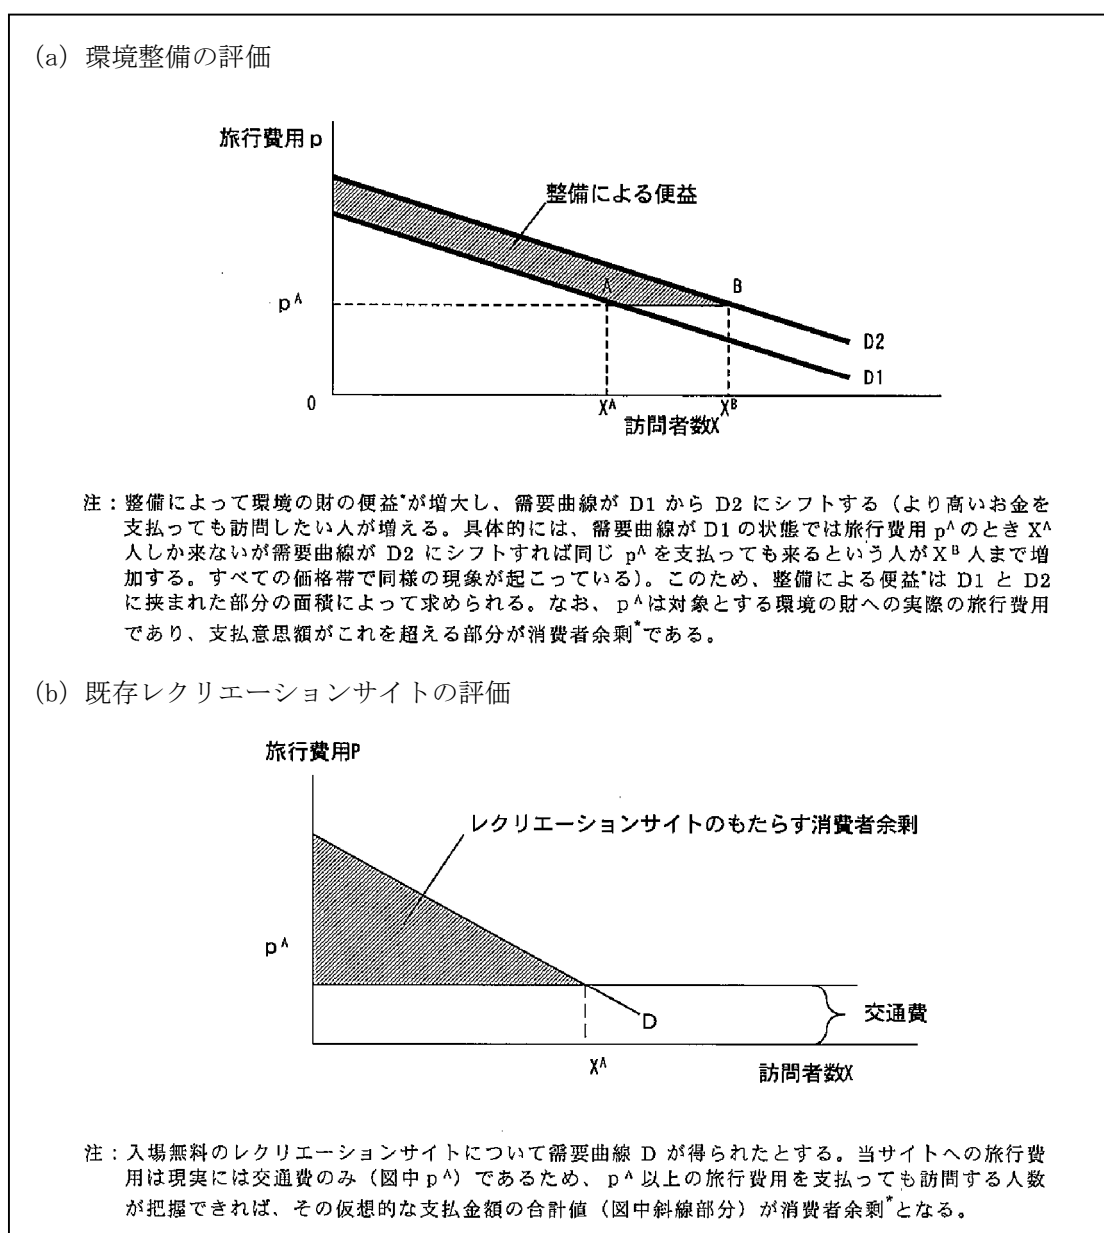 (a) 環境整備の評価
旅行費用p
整備による便益
A
B
pA
D2
D1
0
XA
XB
訪問者数X
注：整備によって環境の財の便益*が増大し、需要曲線が D1 から D2 にシフトする（より高いお金を
支払っても訪問したい人が増える。具体的には、需要曲線が D1 の状態では旅行費用 pA のとき XA
人しか来ないが需要曲線が D2 にシフトすれば同じ pA を支払っても来るという人が XB 人まで増
加する。すべての価格帯で同様の現象が起こっている）。このため、整備による便益*は D1 と D2
に挟まれた部分の面積によって求められる。なお、pAは対象とする環境の財への実際の旅行費用
であり、支払意思額がこれを超える部分が消費者余剰*である。
(b) 既存レクリエーションサイトの評価
旅行費用P
レクリエーションサイトのもたらす消費者余剰
pA
交通費
D
XA
訪問者数X
注：入場無料のレクリエーションサイトについて需要曲線 D が得られたとする。当サイトへの旅行費
用は現実には交通費のみ（図中 pA）であるため、pA 以上の旅行費用を支払っても訪問する人数
が把握できれば、その仮想的な支払金額の合計値（図中斜線部分）が消費者余剰*となる。